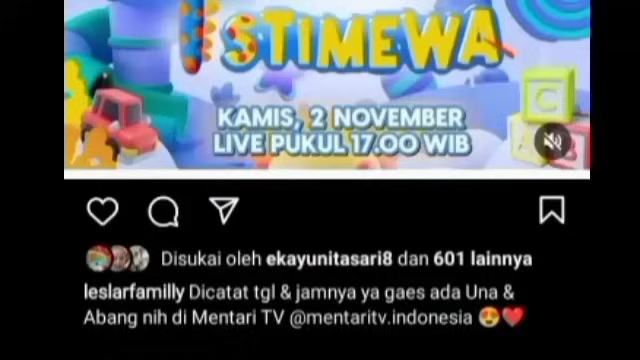 ISTIMEWA
KAMIS, 2 NOVEMBER
LIVE PUKUL 17.00 WIB
C
A
Disukai oleh ekayunitasari8 dan 601 lainnya
leslarfamilly Dicatat tgl & jamnya ya gaes ada Una &
Abang nih di Mentari TV @mentaritv.indonesia 😍❤️